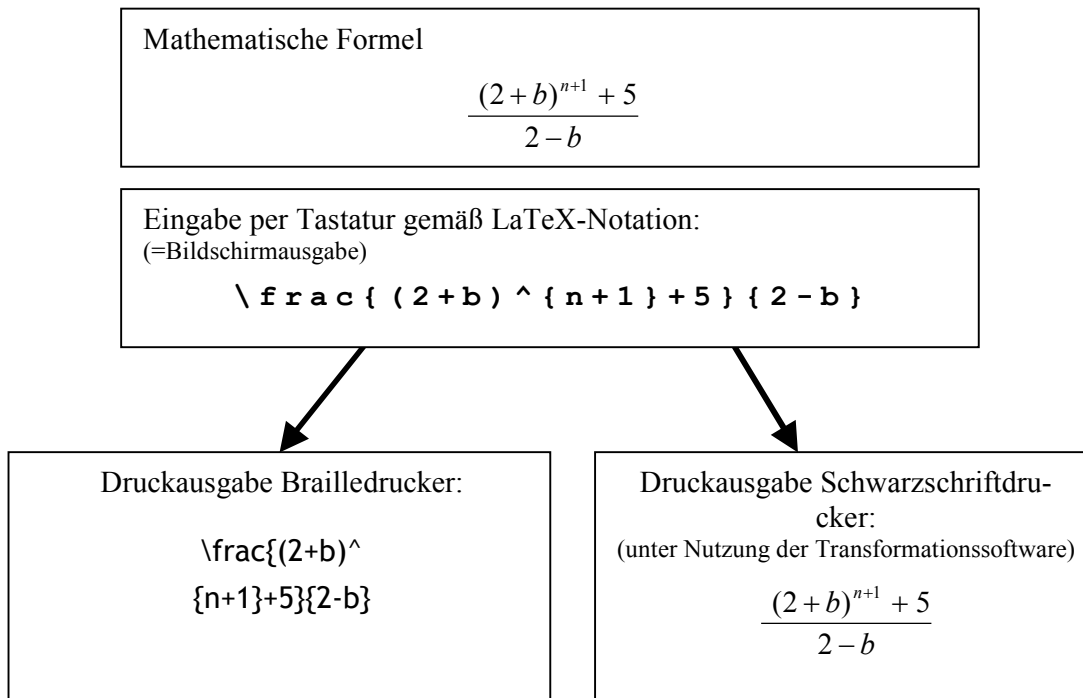 Mathematische Formel
(2 + b)^{n+1} + 5
2 − b
Eingabe per Tastatur gemäß LaTeX-Notation:
(=Bildschirmausgabe)
\frac{(2+b)^{n+1}+5}{2-b}
Druckausgabe Brailledrucker:
\frac{(2+b)^
{n+1}+5}{2-b}
Druckausgabe Schwarzschriftdru-
cker:
(unter Nutzung der Transformationssoftware)
(2 + b)^{n+1} + 5
2 − b